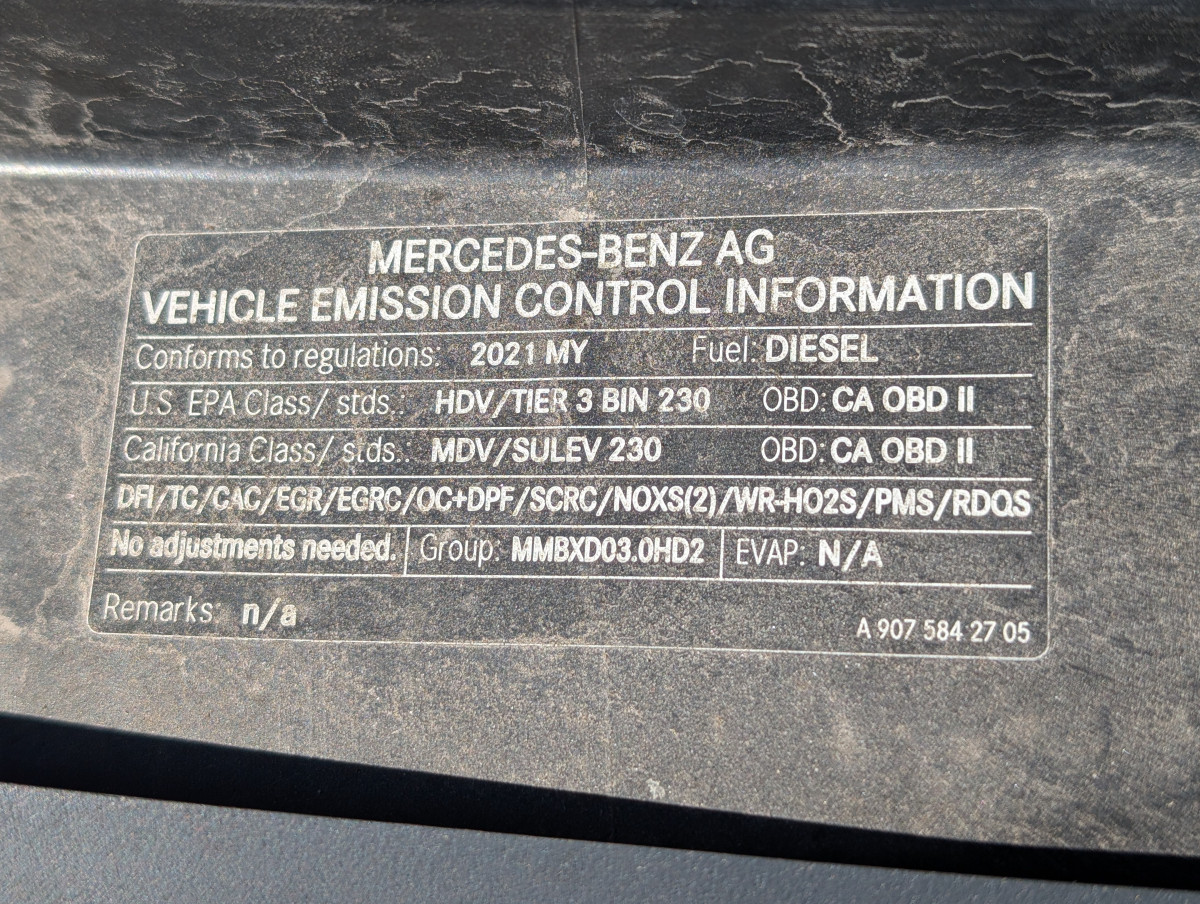 MERCEDES-BENZ AG
VEHICLE EMISSION CONTROL INFORMATION
Conforms to regulations: 2021 MY Fuel: DIESEL
U.S. EPA Class/ stds.: HDV/TIER 3 BIN 230 OBD: CA OBD II
California Class/ stds.: MDV/SULEV 230 OBD: CA OBD II
DFI/TC/CAC/EGR/EGRC/OC+DPF/SCRC/NOXS(2)/WR-HO2S/PMS/RDQS
No adjustments needed. Group: MMBXD03.0HD2 EVAP: N/A
Remarks: n/a
A 907 584 27 05